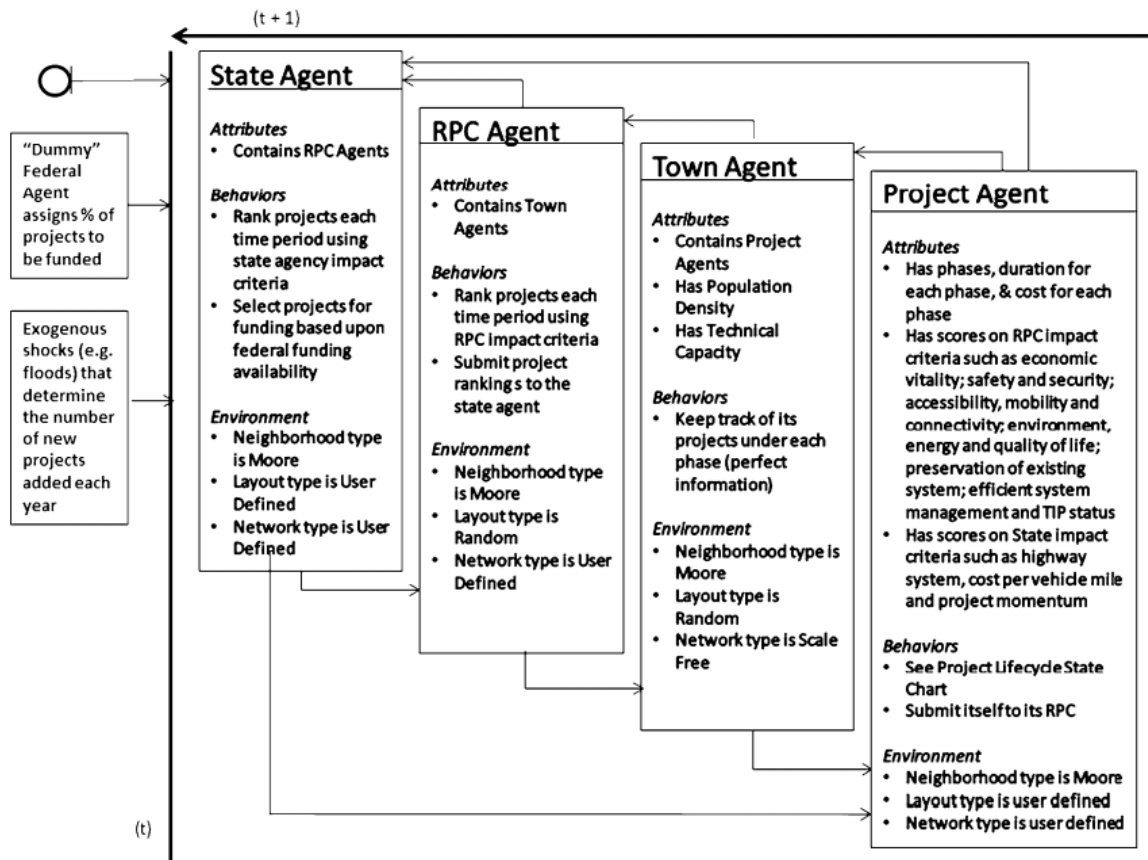 (t + 1)
State Agent
Attributes
• Contains RPC Agents
Behaviors
• Rank projects each
time period using
state agency impact
criteria
• Select projects for
funding based upon
federal funding
availability
Environment
• Neighborhood type
is Moore
• Layout type is User
Defined
• Network type is User
Defined
"Dummy"
Federal
Agent
assigns % of
projects to
be funded
Exogenous
shocks (e.g.
floods) that
determine
the number
of new
projects
added each
year
RPC Agent
Attributes
• Contains Town
Agents
Behaviors
• Rank projects each
time period using
RPC impact criteria
• Submit project
rankings to the
state agent
Environment
• Neighborhood type
is Moore
• Layout type is
Random
• Network type is User
Defined
Town Agent
Attributes
• Contains Project
Agents
• Has Population
Density
• Has Technical
Capacity
Behaviors
• Keep track of its
projects under each
phase (perfect
information)
Environment
• Neighborhood type is
Moore
• Layout type is
Random
• Network type is Scale
Free
Project Agent
Attributes
• Has phases, duration for
each phase, & cost for each
phase
• Has scores on RPC impact
criteria such as economic
vitality; safety and security;
accessibility, mobility and
connectivity; environment,
energy and quality of life;
preservation of existing
system; efficient system
management and TIP status
• Has scores on State impact
criteria such as highway
system, cost per vehicle mile
and project momentum
Behaviors
• See Project Lifecycle State
Chart
• Submit itself to its RPC
Environment
• Neighborhood type is Moore
• Layout type is user defined
• Network type is user defined
(t)